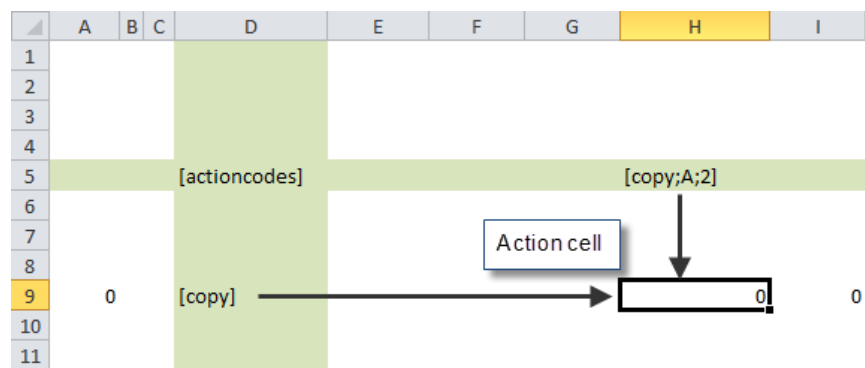 A B C D E F G H I
1
2
3
4
5 [actioncodes] [copy;A;2]
6
7
Action cell
8
9 0 [copy] 0 0
10
11